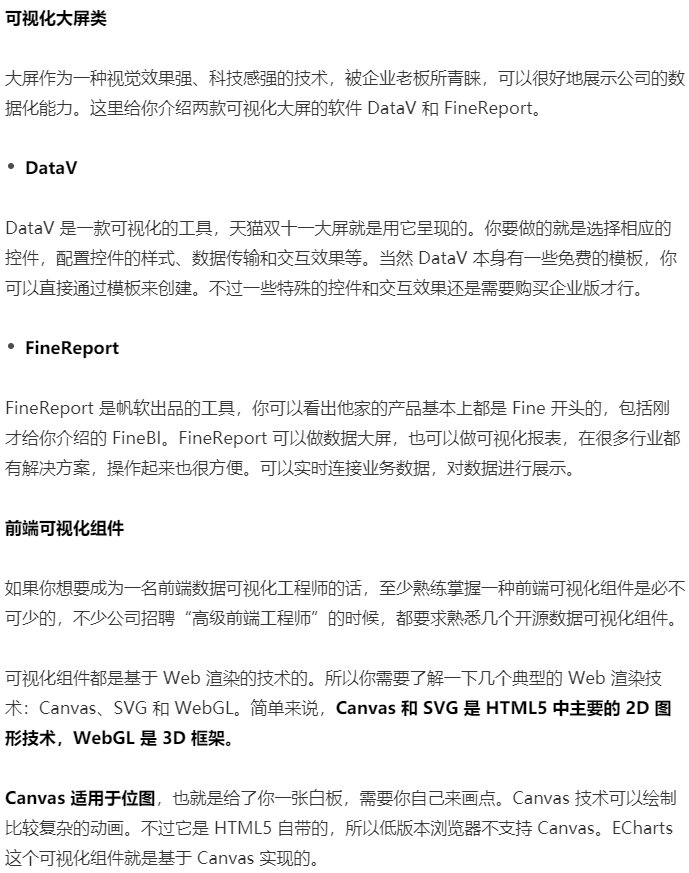 可视化大屏类
大屏作为一种视觉效果强、科技感强的技术，被企业老板所青睐，可以很好地展示公司的数
据化能力。这里给你介绍两款可视化大屏的软件 DataV 和 FineReport。
• DataV
DataV 是一款可视化的工具，天猫双十一大屏就是用它呈现的。你要做的就是选择相应的
控件，配置控件的样式、数据传输和交互效果等。当然 DataV 本身有一些免费的模板，你
可以直接通过模板来创建。不过一些特殊的控件和交互效果还是需要购买企业版才行。
• FineReport
FineReport 是帆软出品的工具，你可以看出他家的产品基本上都是 Fine 开头的，包括刚
才给你介绍的 FineBI。FineReport 可以做数据大屏，也可以做可视化报表，在很多行业都
有解决方案，操作起来也很方便。可以实时连接业务数据，对数据进行展示。
前端可视化组件
如果你想要成为一名前端数据可视化工程师的话，至少熟练掌握一种前端可视化组件是必不
可少的，不少公司招聘“高级前端工程师”的时候，都要求熟悉几个开源数据可视化组件。
可视化组件都是基于 Web 渲染的技术的。所以你需要了解一下几个典型的 Web 渲染技
术：Canvas、SVG 和 WebGL。简单来说，Canvas 和 SVG 是 HTML5 中主要的 2D 图
形技术，WebGL 是 3D 框架。
Canvas 适用于位图，也就是给了你一张白板，需要你自己来画点。Canvas 技术可以绘制
比较复杂的动画。不过它是 HTML5 自带的，所以低版本浏览器不支持 Canvas。ECharts
这个可视化组件就是基于 Canvas 实现的。